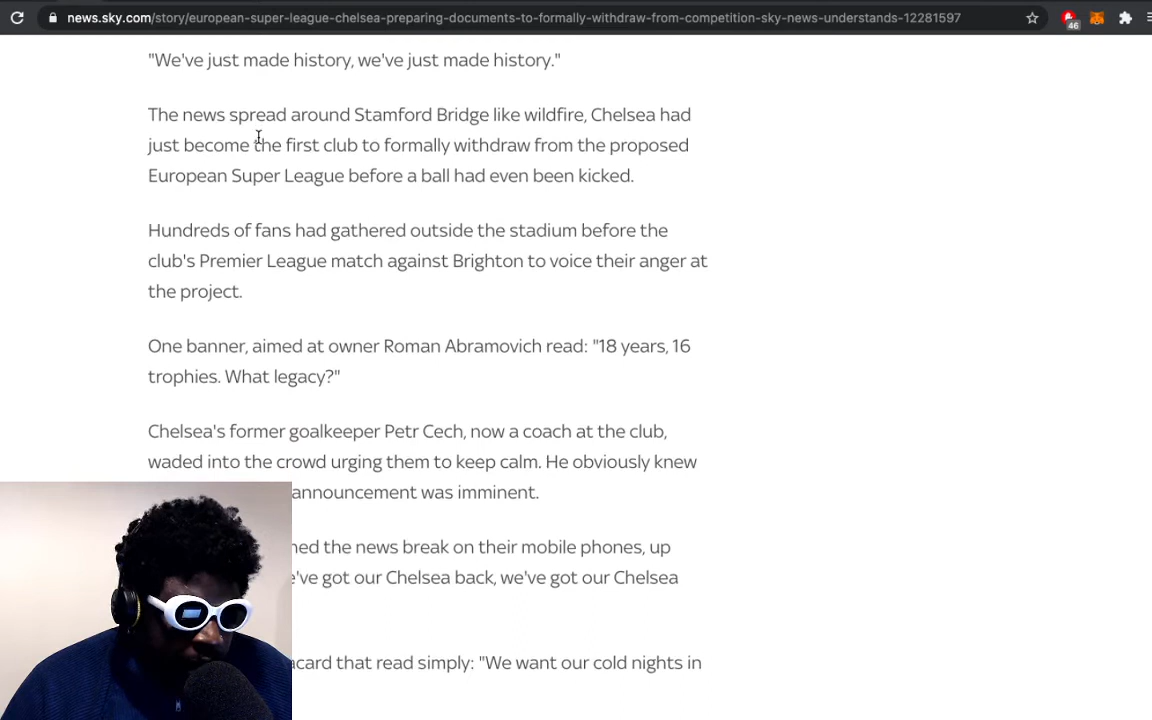 news.sky.com/story/european-super-league-chelsea-preparing-documents-to-formally-withdraw-from-competition-sky-news-understands-12281597
46
"We've just made history, we've just made history."
The news spread around Stamford Bridge like wildfire, Chelsea had
just become the first club to formally withdraw from the proposed
European Super League before a ball had even been kicked.
Hundreds of fans had gathered outside the stadium before the
club's Premier League match against Brighton to voice their anger at
the project.
One banner, aimed at owner Roman Abramovich read: "18 years, 16
trophies. What legacy?"
Chelsea's former goalkeeper Petr Cech, now a coach at the club,
waded into the crowd urging them to keep calm. He obviously knew
announcement was imminent.
the news break on their mobile phones, up
got our Chelsea back, we've got our Chelsea
that read simply: "We want our cold nights in